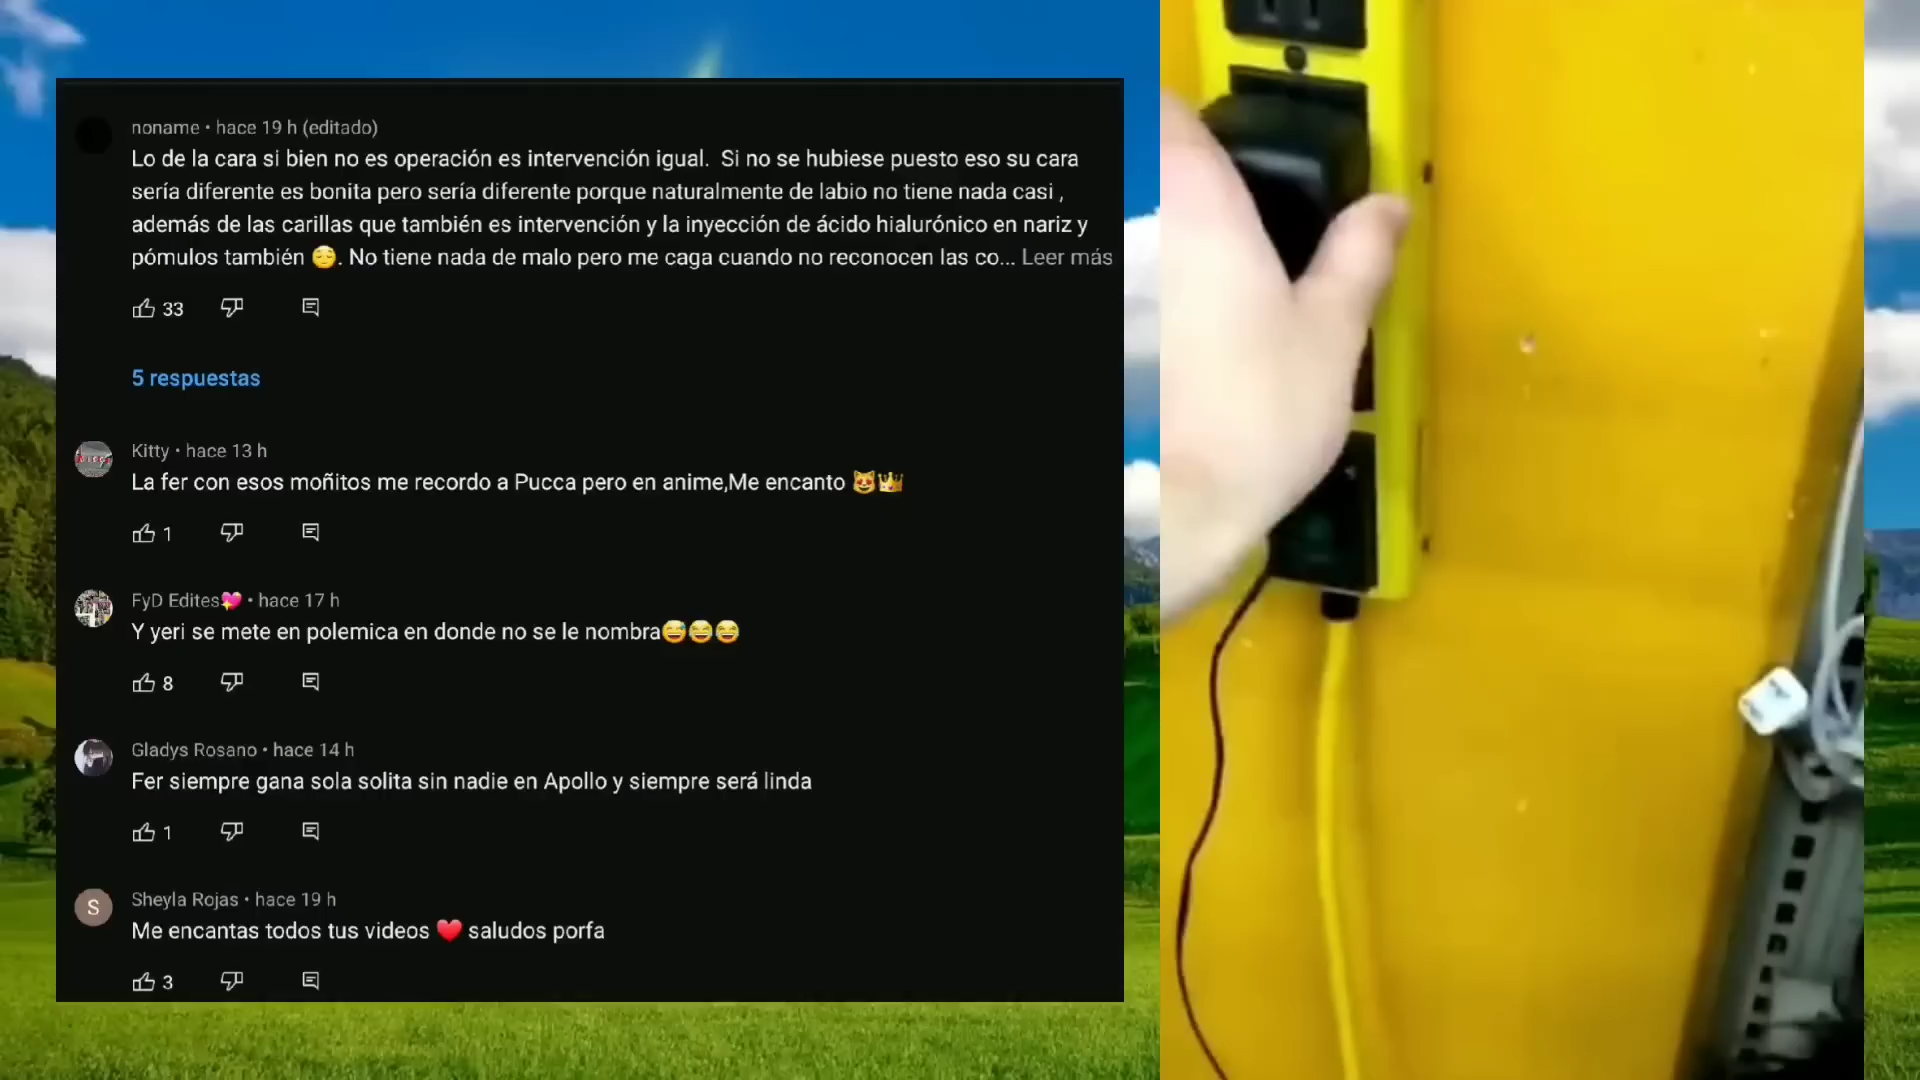 noname • hace 19 h (editado)
Lo de la cara si bien no es operación es intervención igual.  Si no se hubiese puesto eso su cara
sería diferente es bonita pero sería diferente porque naturalmente de labio no tiene nada casi ,
además de las carillas que también es intervención y la inyección de ácido hialurónico en nariz y
pómulos también 😔. No tiene nada de malo pero me caga cuando no reconocen las co... Leer más
33
5 respuestas
Kitty • hace 13 h
La fer con esos moñitos me recordo a Pucca pero en anime,Me encanto 😻👑
1
FyD Edites💖 • hace 17 h
Y yeri se mete en polemica en donde no se le nombra😅😂😂
8
Gladys Rosano • hace 14 h
Fer siempre gana sola solita sin nadie en Apollo y siempre será linda
1
S
Sheyla Rojas • hace 19 h
Me encantas todos tus videos ❤️ saludos porfa
3